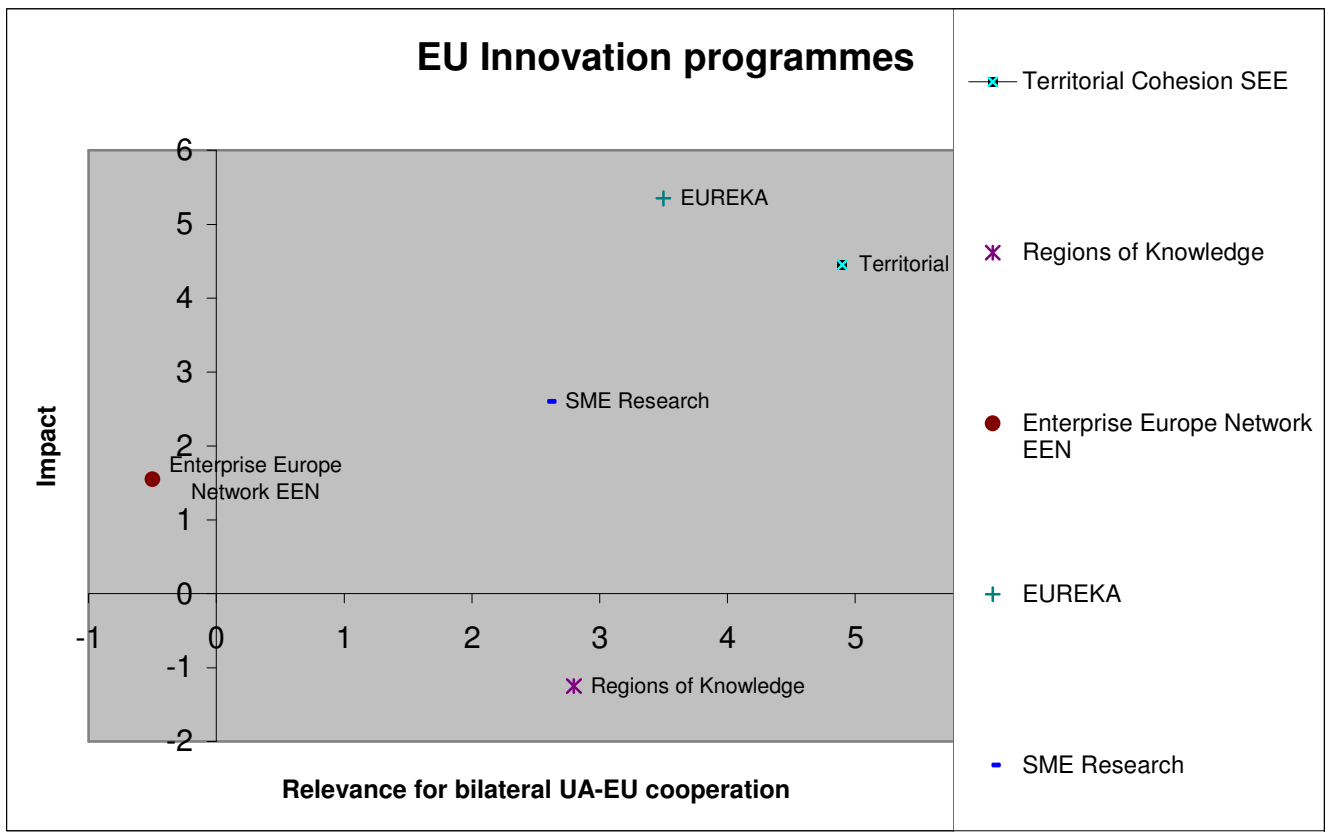 EU Innovation programmes
6
5
4
3
2
1
0
-1
-2
-1
0
1
2
3
4
5
Impact
Relevance for bilateral UA-EU cooperation
EUREKA
Territorial
SME Research
Enterprise Europe
Network EEN
Regions of Knowledge
Territorial Cohesion SEE
Regions of Knowledge
Enterprise Europe Network
EEN
EUREKA
SME Research